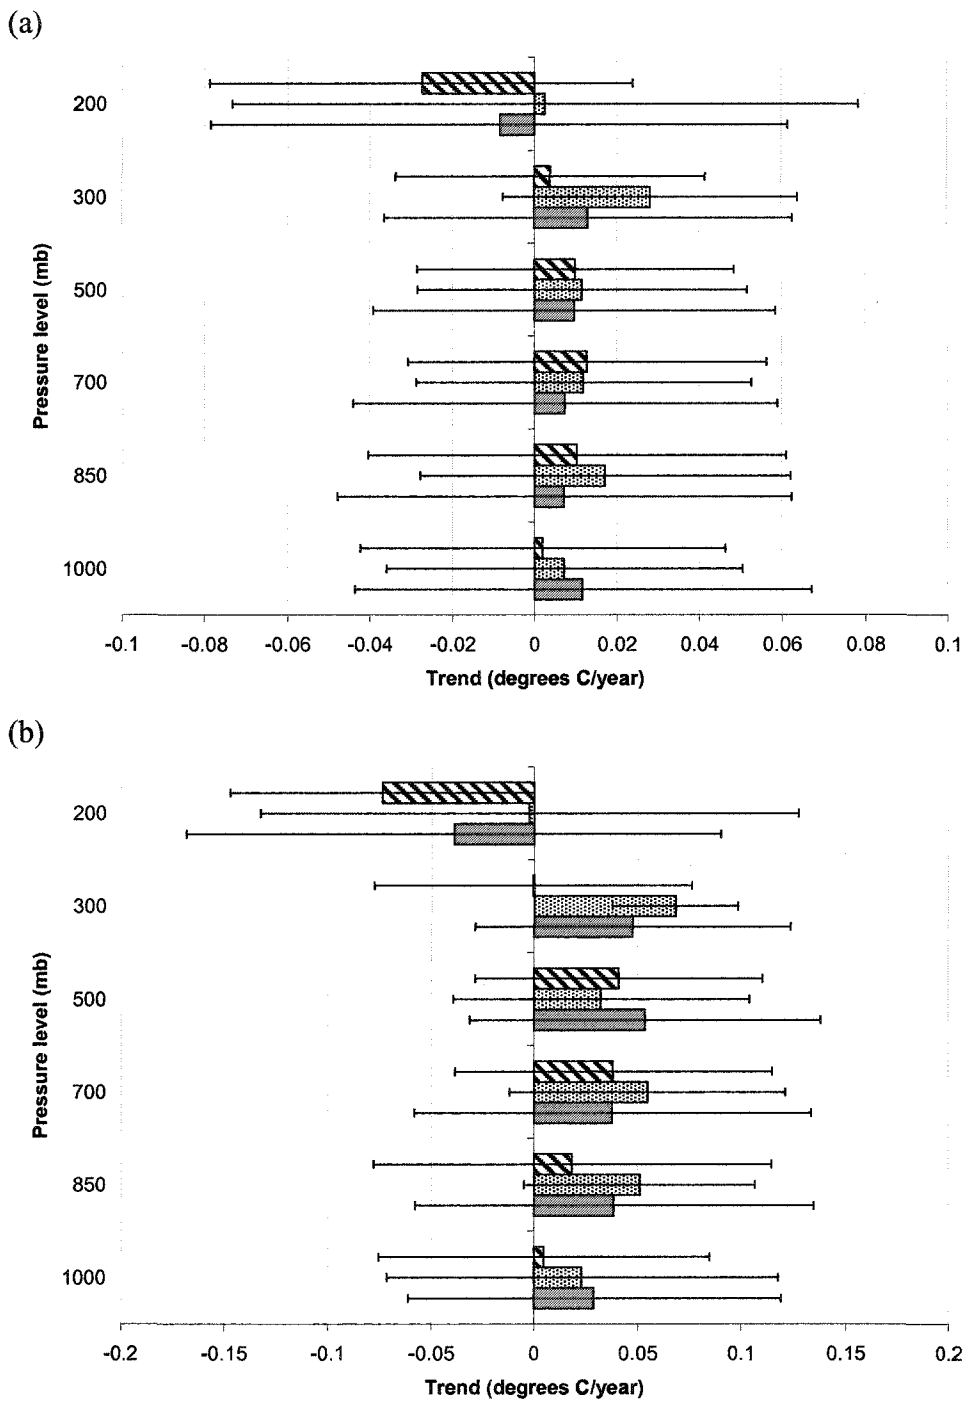 (a)
Pressure level (mb)
200
300
500
700
850
1000
-0.1 -0.08 -0.06 -0.04 -0.02 0 0.02 0.04 0.06 0.08 0.1
Trend (degrees C/year)
(b)
Pressure level (mb)
200
300
500
700
850
1000
-0.2 -0.15 -0.1 -0.05 0 0.05 0.1 0.15 0.2
Trend (degrees C/year)